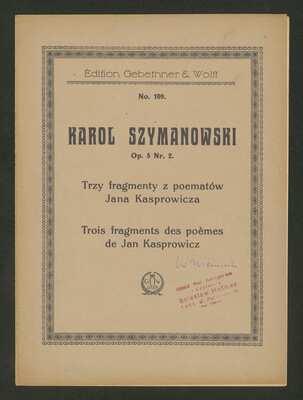 Edition Gebethner & Wolff
No. 109.
KAROL SZYMANOWSKI
Op. 5 Nr. 2.
Trzy fragmenty z poematów
Jana Kasprowicza
Trois fragments des poèmes
de Jan Kasprowicz